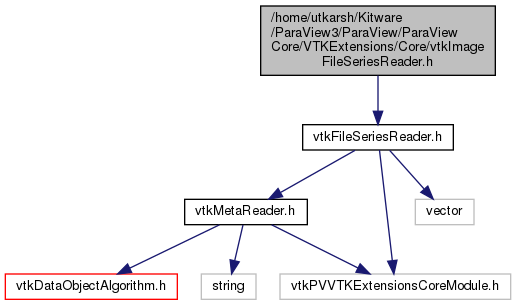 /home/utkarsh/Kitware
/ParaView3/ParaView/ParaView
Core/VTKExtensions/Core/vtkImage
FileSeriesReader.h
vtkFileSeriesReader.h
vtkMetaReader.h
vector
vtkDataObjectAlgorithm.h
string
vtkPVVTKExtensionsCoreModule.h